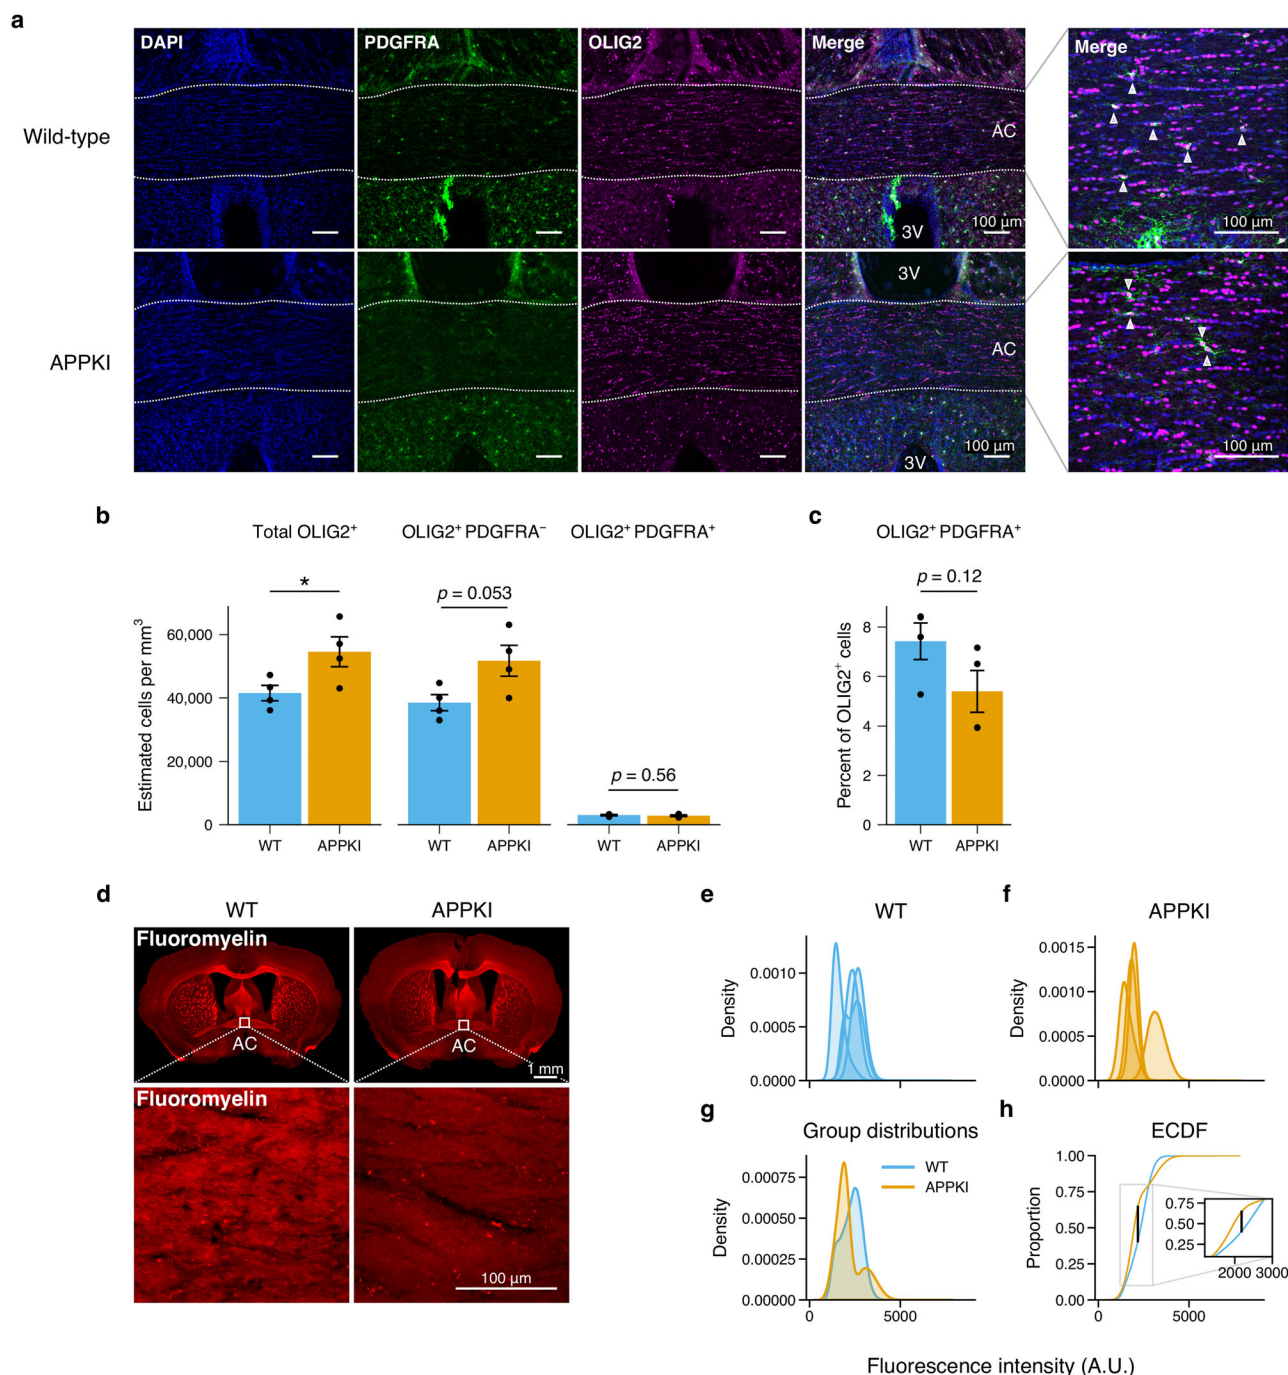 a
DAPI
PDGFRA
OLIG2
Merge
Merge
Wild-type
AC
3V
100 µm
100 µm
3V
APPKI
AC
3V
100 µm
100 µm
b
c
Total OLIG2⁺
OLIG2⁺PDGFRA⁻
OLIG2⁺PDGFRA⁺
OLIG2⁺PDGFRA⁺
*
p = 0.053
p = 0.56
p = 0.12
Estimated cells per mm³
60,000
40,000
20,000
0
WT
APPKI
WT
APPKI
WT
APPKI
Percent of OLIG2⁺ cells
8
6
4
2
0
WT
APPKI
d
WT
APPKI
Fluoromyelin
AC
AC
1 mm
Fluoromyelin
100 µm
e
WT
Density
0.0010
0.0005
0.0000
5000
f
APPKI
Density
0.0015
0.0010
0.0005
0.0000
5000
g
Group distributions
WT
APPKI
Density
0.00075
0.00050
0.00025
0.00000
0
5000
h
ECDF
Proportion
1.00
0.75
0.50
0.25
0.00
0.75
0.50
0.25
2000
3000
0
5000
Fluorescence intensity (A.U.)